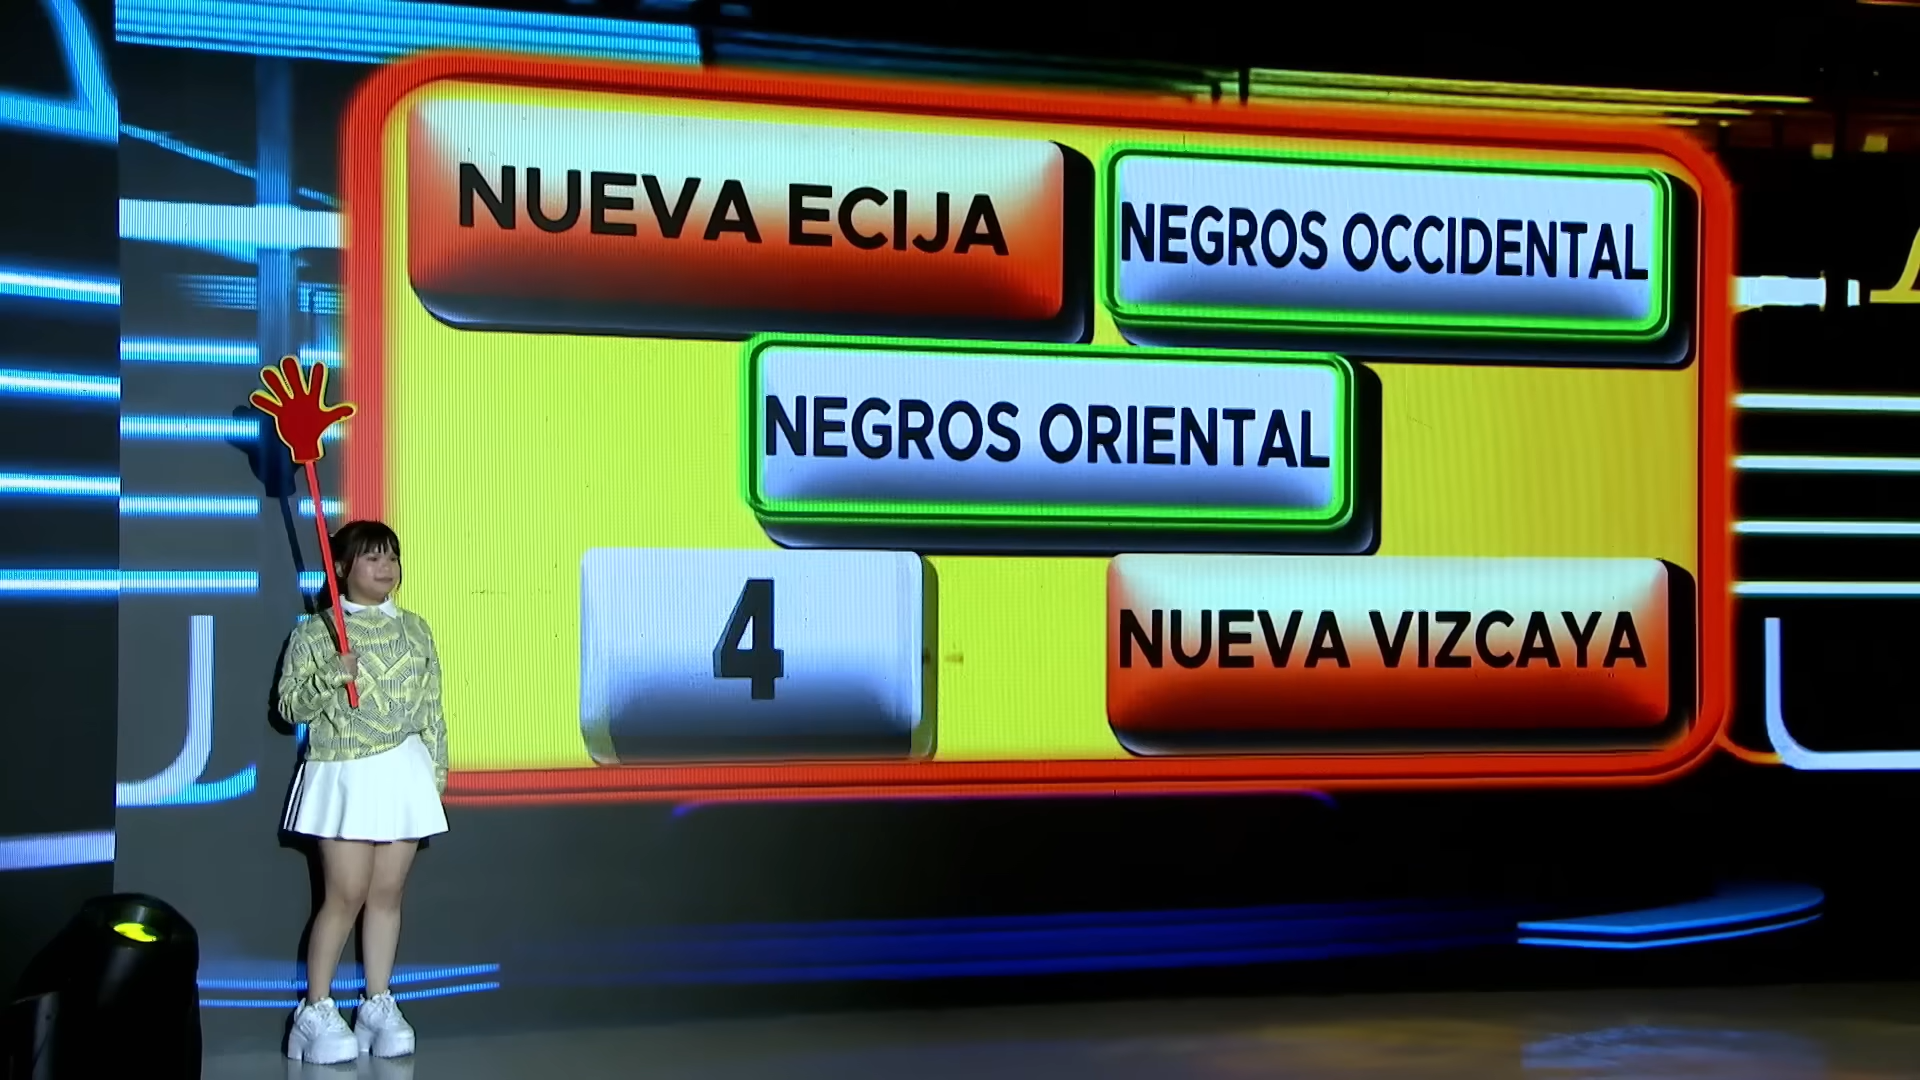 NUEVA ECIJA
NEGROS OCCIDENTAL
NEGROS ORIENTAL
4
NUEVA VIZCAYA